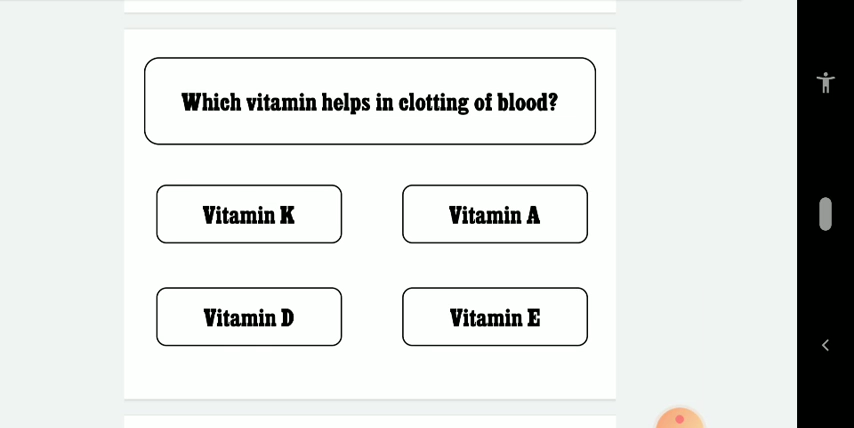 Which vitamin helps in clotting of blood?
Vitamin K
Vitamin A
Vitamin D
Vitamin E